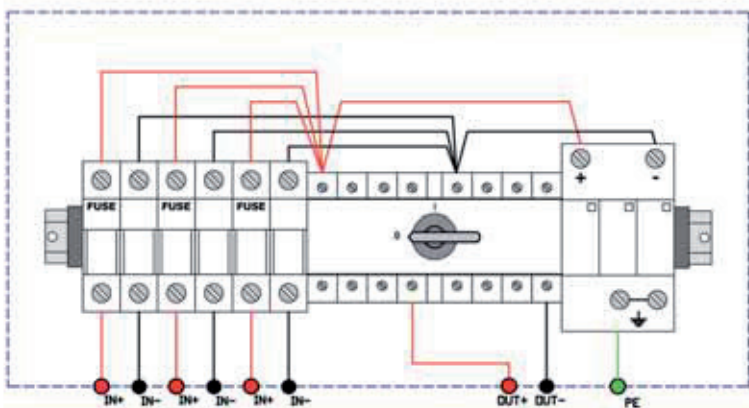 + -
FUSE FUSE FUSE
I
0
IN+ IN- IN+ IN- IN+ IN- OUT+ OUT- PE